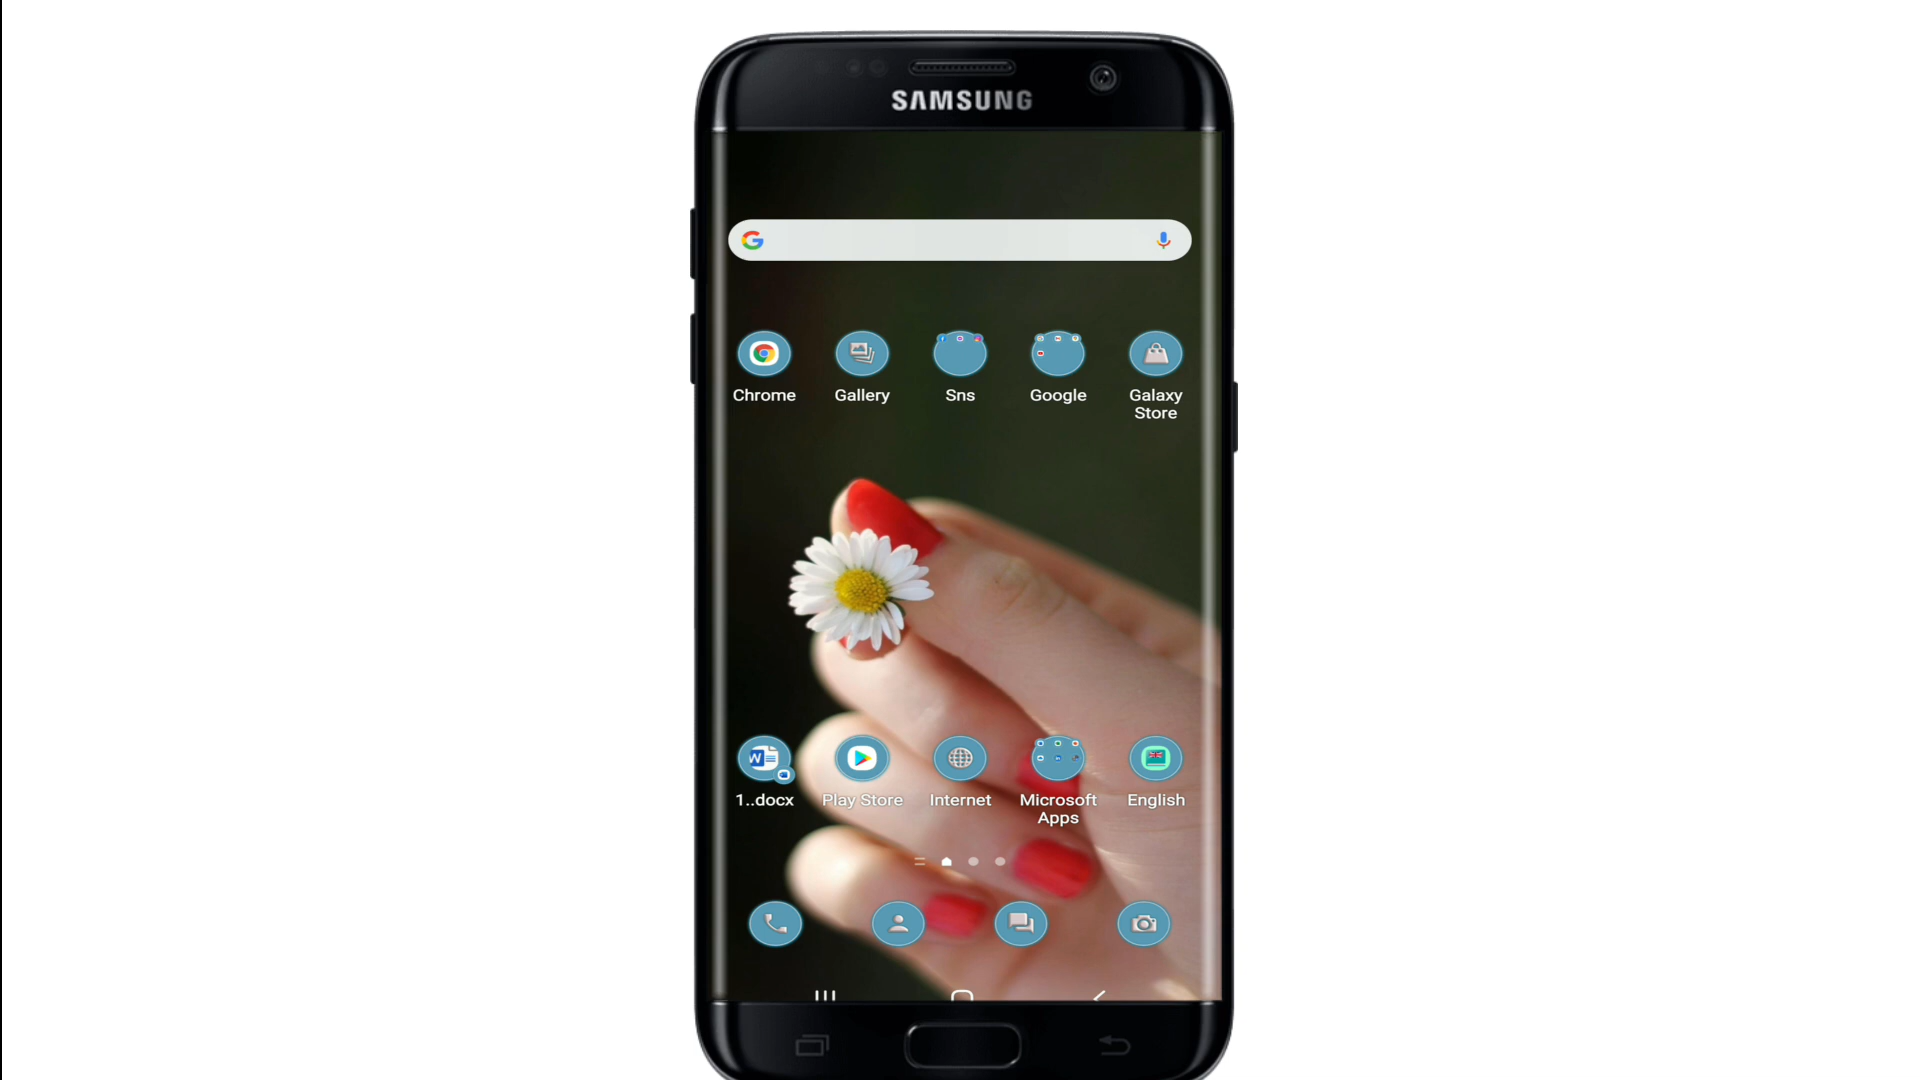 SAMSUNG
Chrome
Gallery
Sns
Google
Galaxy
Store
1..docx
Play Store
Internet
Microsoft
Apps
English